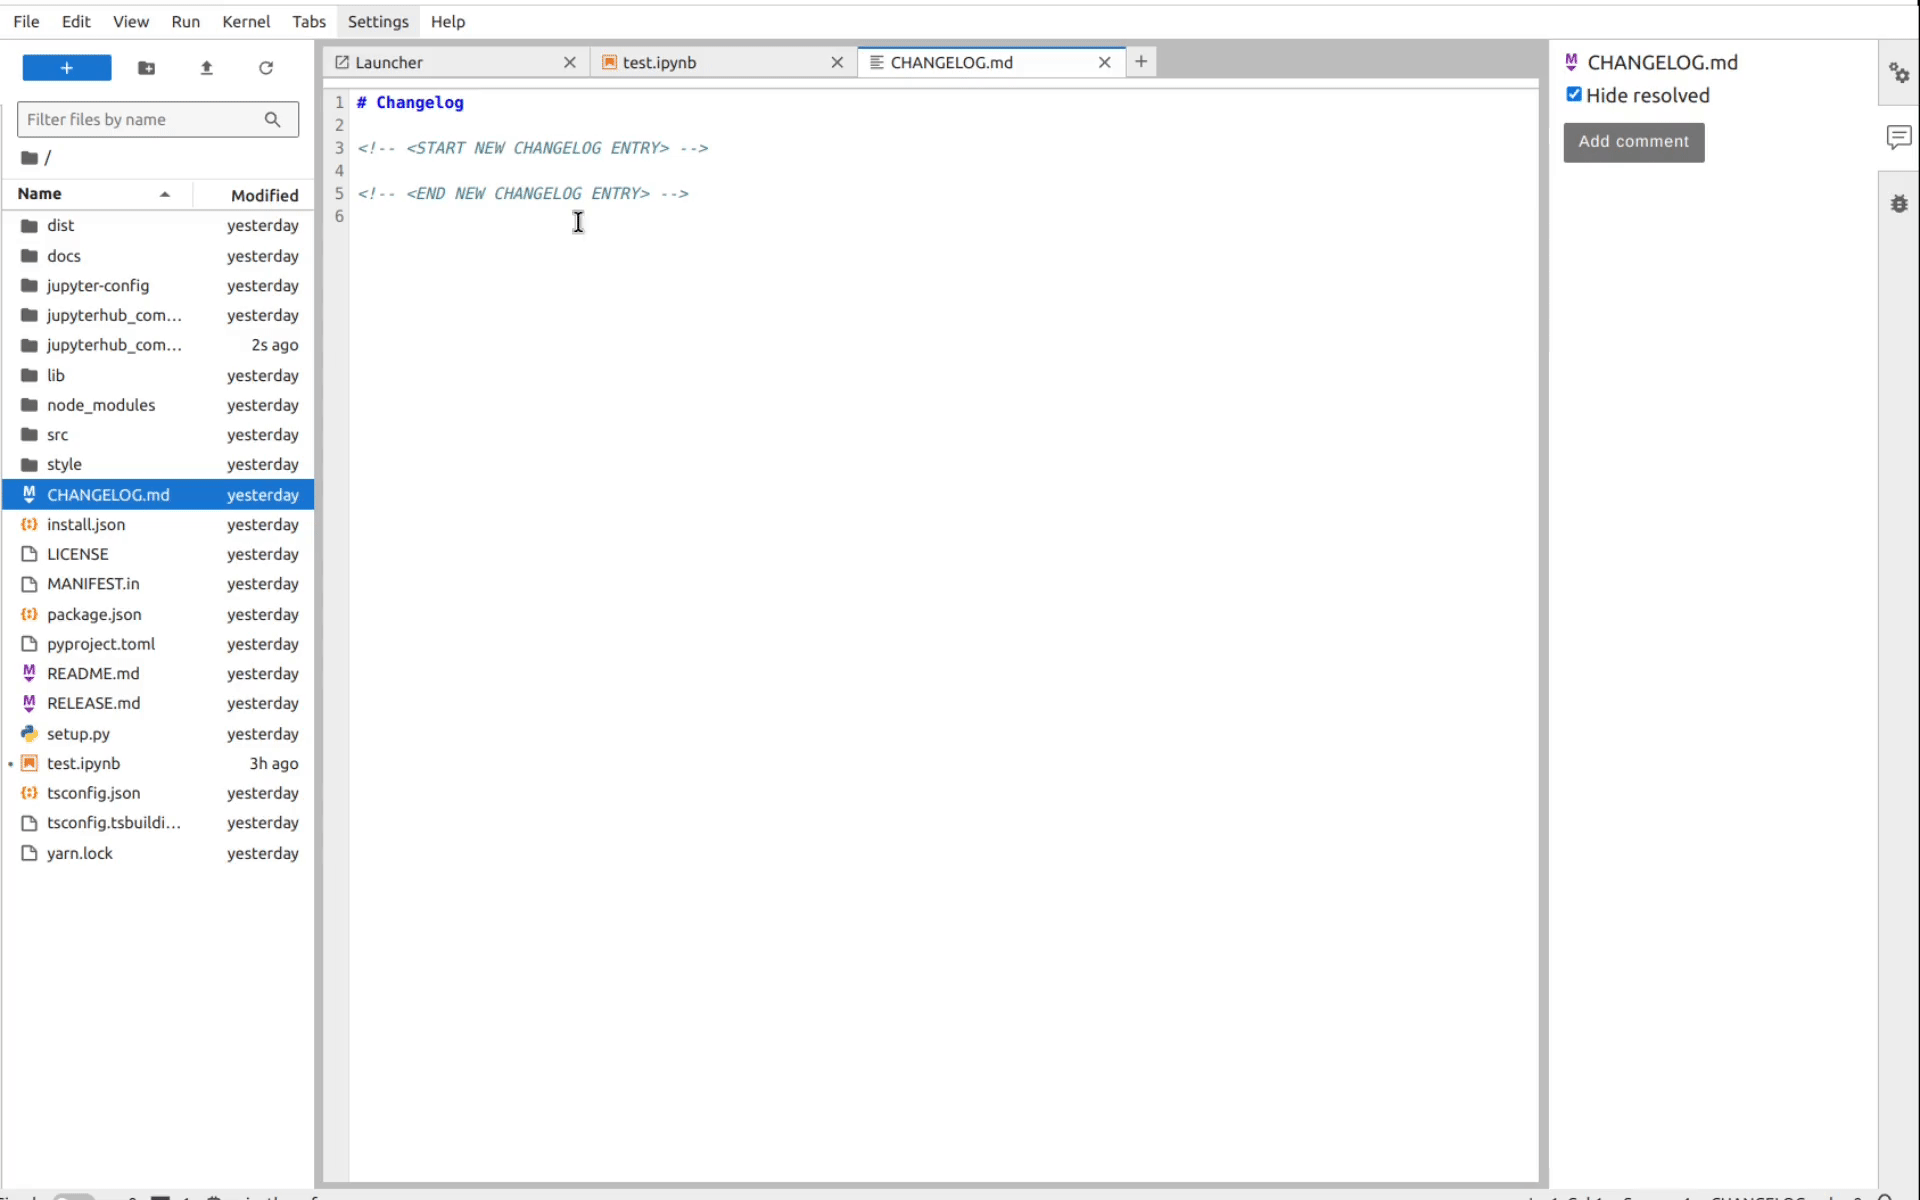 File Edit View Run Kernel Tabs Settings Help
+
Launcher
test.ipynb
CHANGELOG.md
+
Filter files by name
/
Name Modified
dist yesterday
docs yesterday
jupyter-config yesterday
jupyterhub_com... yesterday
jupyterhub_com... 2s ago
lib yesterday
node_modules yesterday
src yesterday
style yesterday
CHANGELOG.md yesterday
install.json yesterday
LICENSE yesterday
MANIFEST.in yesterday
package.json yesterday
pyproject.toml yesterday
README.md yesterday
RELEASE.md yesterday
setup.py yesterday
test.ipynb 3h ago
tsconfig.json yesterday
tsconfig.tsbuildi... yesterday
yarn.lock yesterday
1 # Changelog
2
3 <!-- <START NEW CHANGELOG ENTRY> -->
4
5 <!-- <END NEW CHANGELOG ENTRY> -->
6
CHANGELOG.md
Hide resolved
Add comment